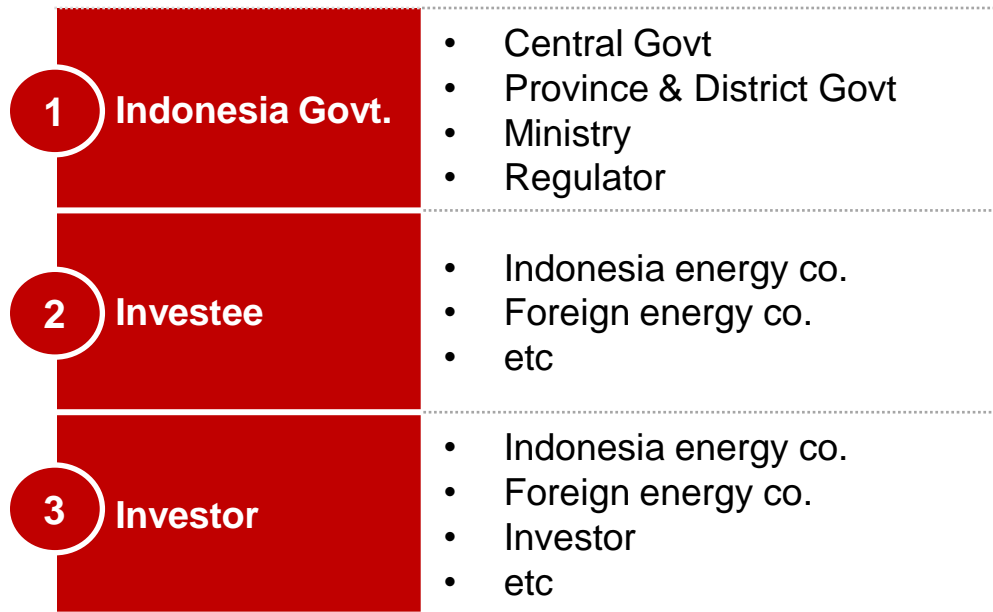 1
Indonesia Govt.
• Central Govt
• Province & District Govt
• Ministry
• Regulator
2
Investee
• Indonesia energy co.
• Foreign energy co.
• etc
3
Investor
• Indonesia energy co.
• Foreign energy co.
• Investor
• etc